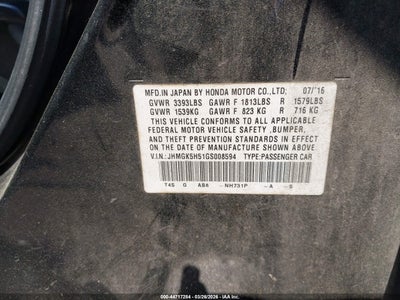 MFD.IN JAPAN BY HONDA MOTOR CO.,LTD. 07/'16
GVWR 3393LBS GAWR F 1813LBS R 1579LBS
GVWR 1539KG GAWR F 823 KG R 716 KG
THIS VEHICLE CONFORMS TO ALL APPLICABLE
FEDERAL MOTOR VEHICLE SAFETY ,BUMPER,
AND THEFT PREVENTION STANDARDS IN EFFECT
ON THE DATE OF MANUFACTURE SHOWN ABOVE.
V.I.N.: JHMGK5H51GS008594 TYPE:PASSENGER CAR
T4S G AB6 -NH731P -A -S
000-44717284 - 03/26/2026 - IAA Inc.